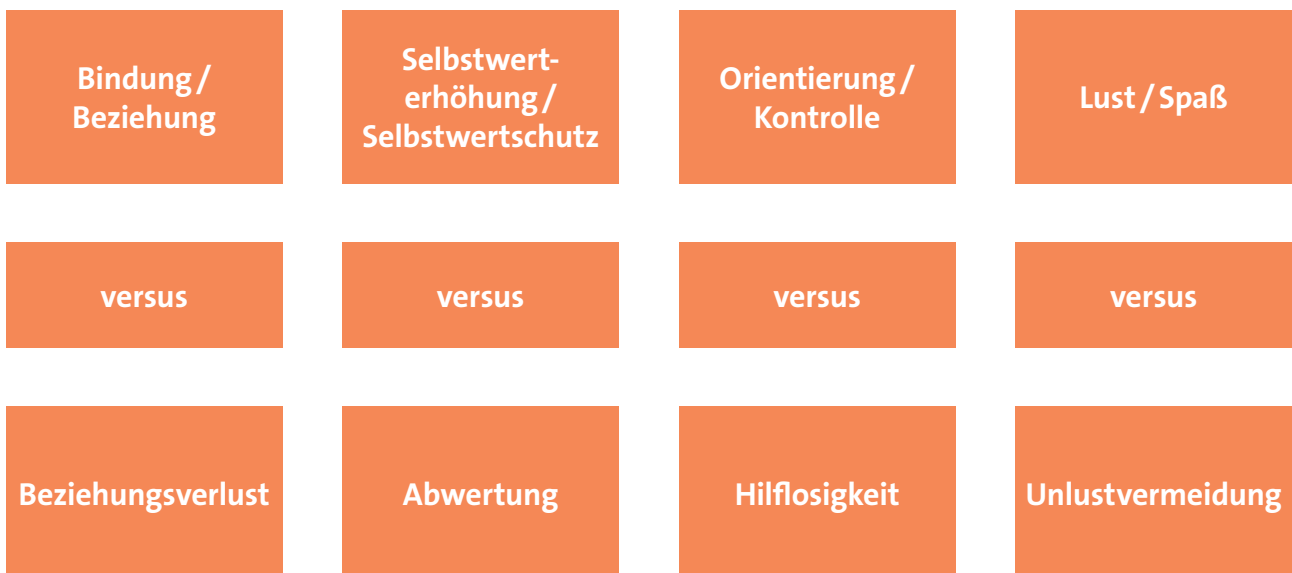 Bindung /
Beziehung
Selbstwert-
erhöhung /
Selbstwertschutz
Orientierung /
Kontrolle
Lust / Spaß
versus
versus
versus
versus
Beziehungsverlust
Abwertung
Hilflosigkeit
Unlustvermeidung